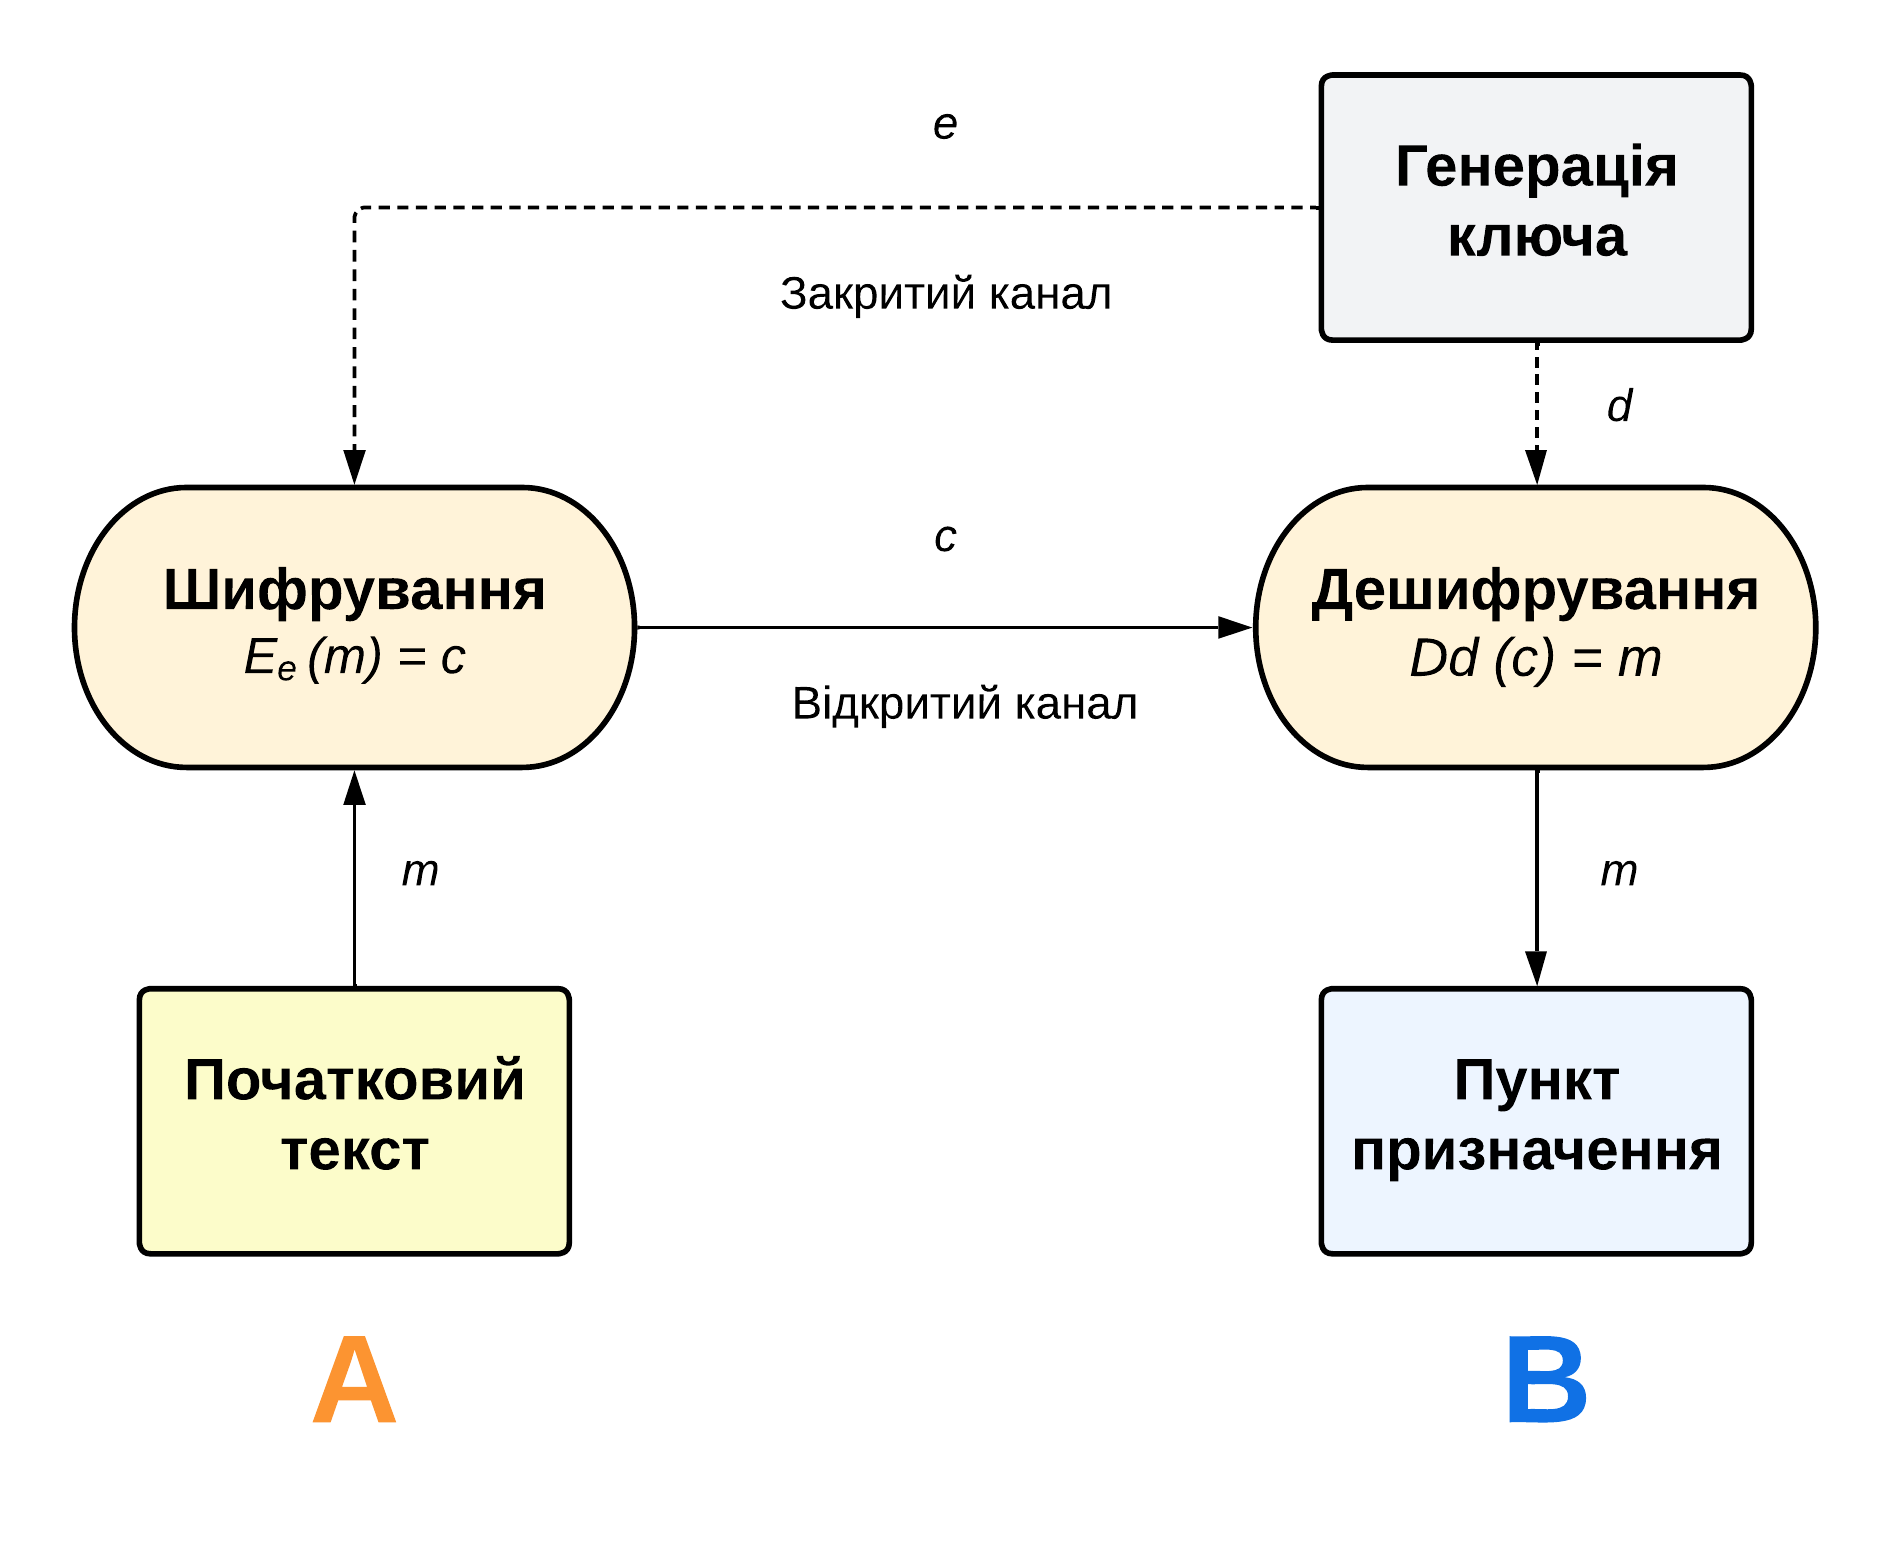 e
Генерація
ключа
Закритий канал
d
Шифрування
Eₑ (m) = c
c
Відкритий канал
Дешифрування
Dd (c) = m
m
m
Початковий
текст
Пункт
призначення
A
B